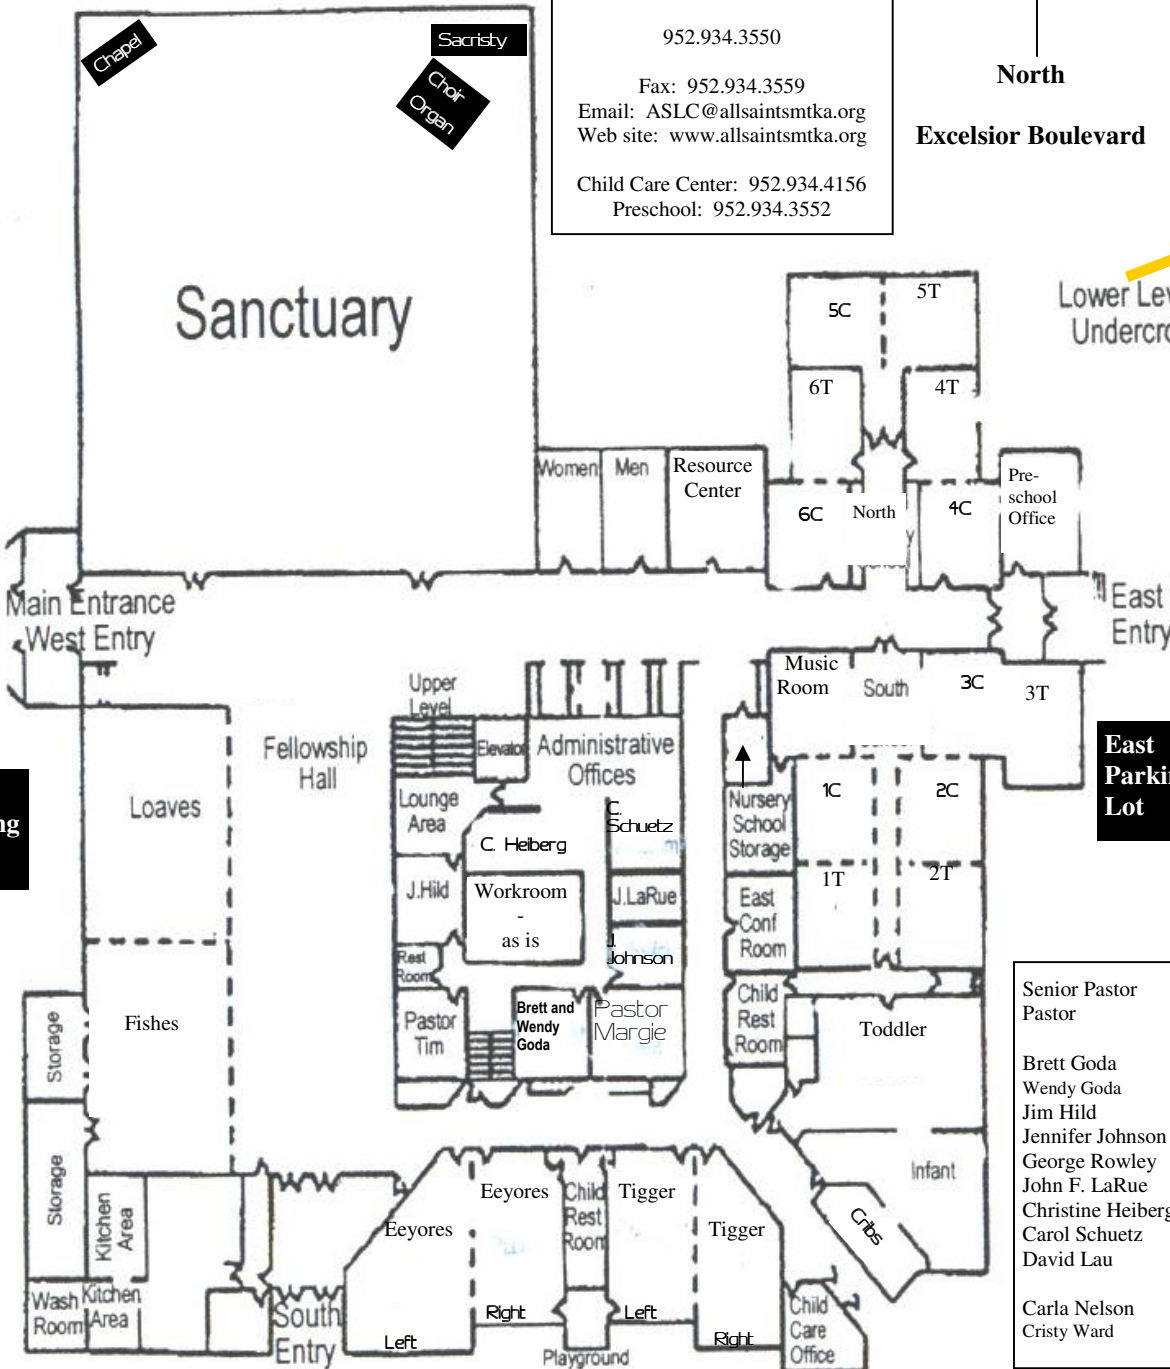 Chapel
Sacristy
Choir
Organ
952.934.3550
Fax: 952.934.3559
Email: ASLC@allsaintsmtka.org
Web site: www.allsaintsmtka.org
Child Care Center: 952.934.4156
Preschool: 952.934.3552
North
Excelsior Boulevard
Sanctuary
Lower
5C
5T
6T
4T
Women
Men
Resource
Center
6C
North
4C
Pre-
school
Office
Main Entrance
West Entry
East
Entry
Music
Room
South
3C
3T
Upper
Level
Elevator
Administrative
Offices
Fellowship
Hall
Loaves
Lounge
Area
C. Heiberg
C.
Schuetz
Nursery
School
Storage
1C
2C
East
Lot
J.Hild
Workroom
-
as is
J.LaRue
1T
2T
East
Conf
Room
Rest
Room
J.
Johnson
Fishes
Storage
Pastor
Tim
Brett and
Wendy
Goda
Pastor
Margie
Child
Rest
Room
Toddler
Senior Pastor
Pastor
Brett Goda
Wendy Goda
Jim Hild
Jennifer Johnson
George Rowley
John F. LaRue
Christine Heiberg
Carol Schuetz
David Lau
Carla Nelson
Cristy Ward
Storage
Kitchen
Area
Eeyores
Eeyores
Child
Rest
Room
Tigger
Tigger
Infant
Cribs
Wash
Room
Kitchen
Area
South
Entry
Left
Right
Playground
Left
Right
Child
Care
Office